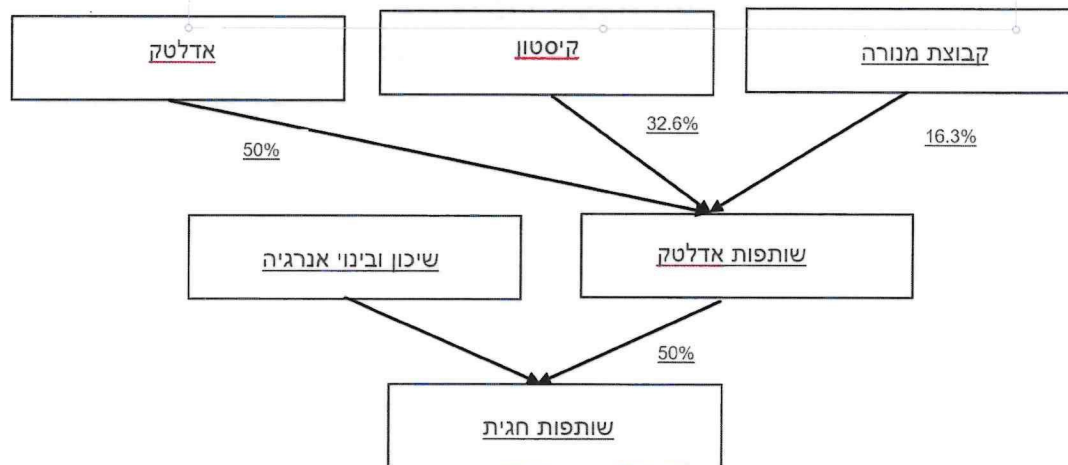 קבוצת מנורה
קיסטון
אדלטק
16.3%
32.6%
50%
שותפות אדלטק
שיכון ובינוי אנרגיה
50%
שותפות חגית